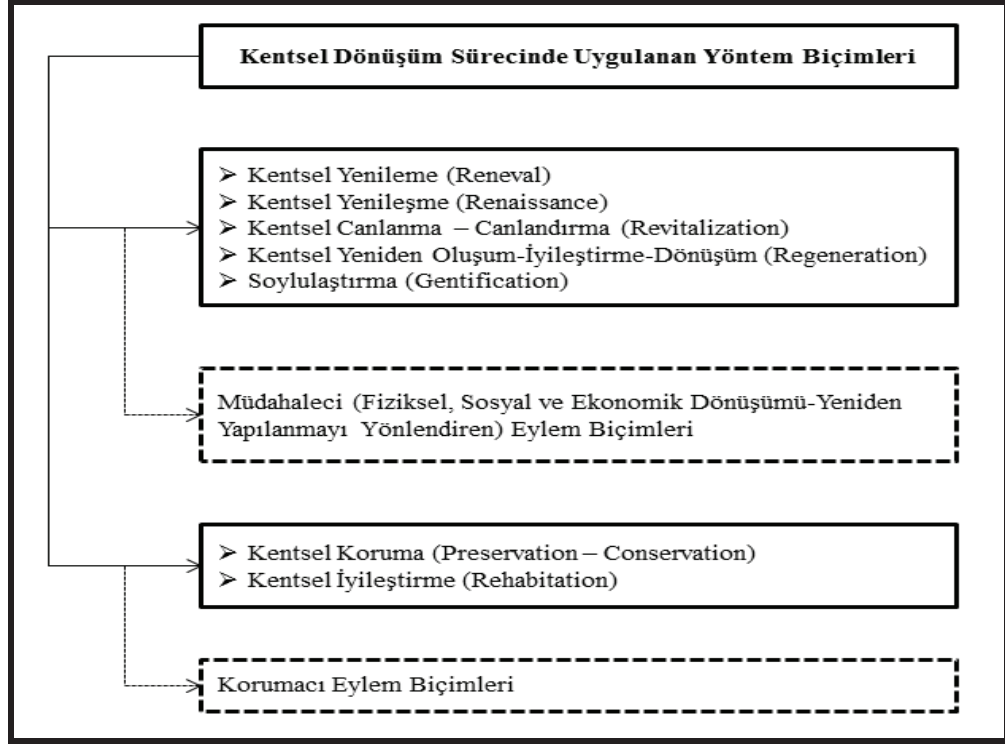 Kentsel Dönüşüm Sürecinde Uygulanan Yöntem Biçimleri
➤ Kentsel Yenileme (Reneval)
➤ Kentsel Yenileşme (Renaissance)
➤ Kentsel Canlanma – Canlandırma (Revitalization)
➤ Kentsel Yeniden Oluşum-İyileştirme-Dönüşüm (Regeneration)
➤ Soylulaştırma (Gentification)
Müdahaleci (Fiziksel, Sosyal ve Ekonomik Dönüşümü-Yeniden
Yapılanmayı Yönlendiren) Eylem Biçimleri
➤ Kentsel Koruma (Preservation – Conservation)
➤ Kentsel İyileştirme (Rehabitation)
Korumacı Eylem Biçimleri